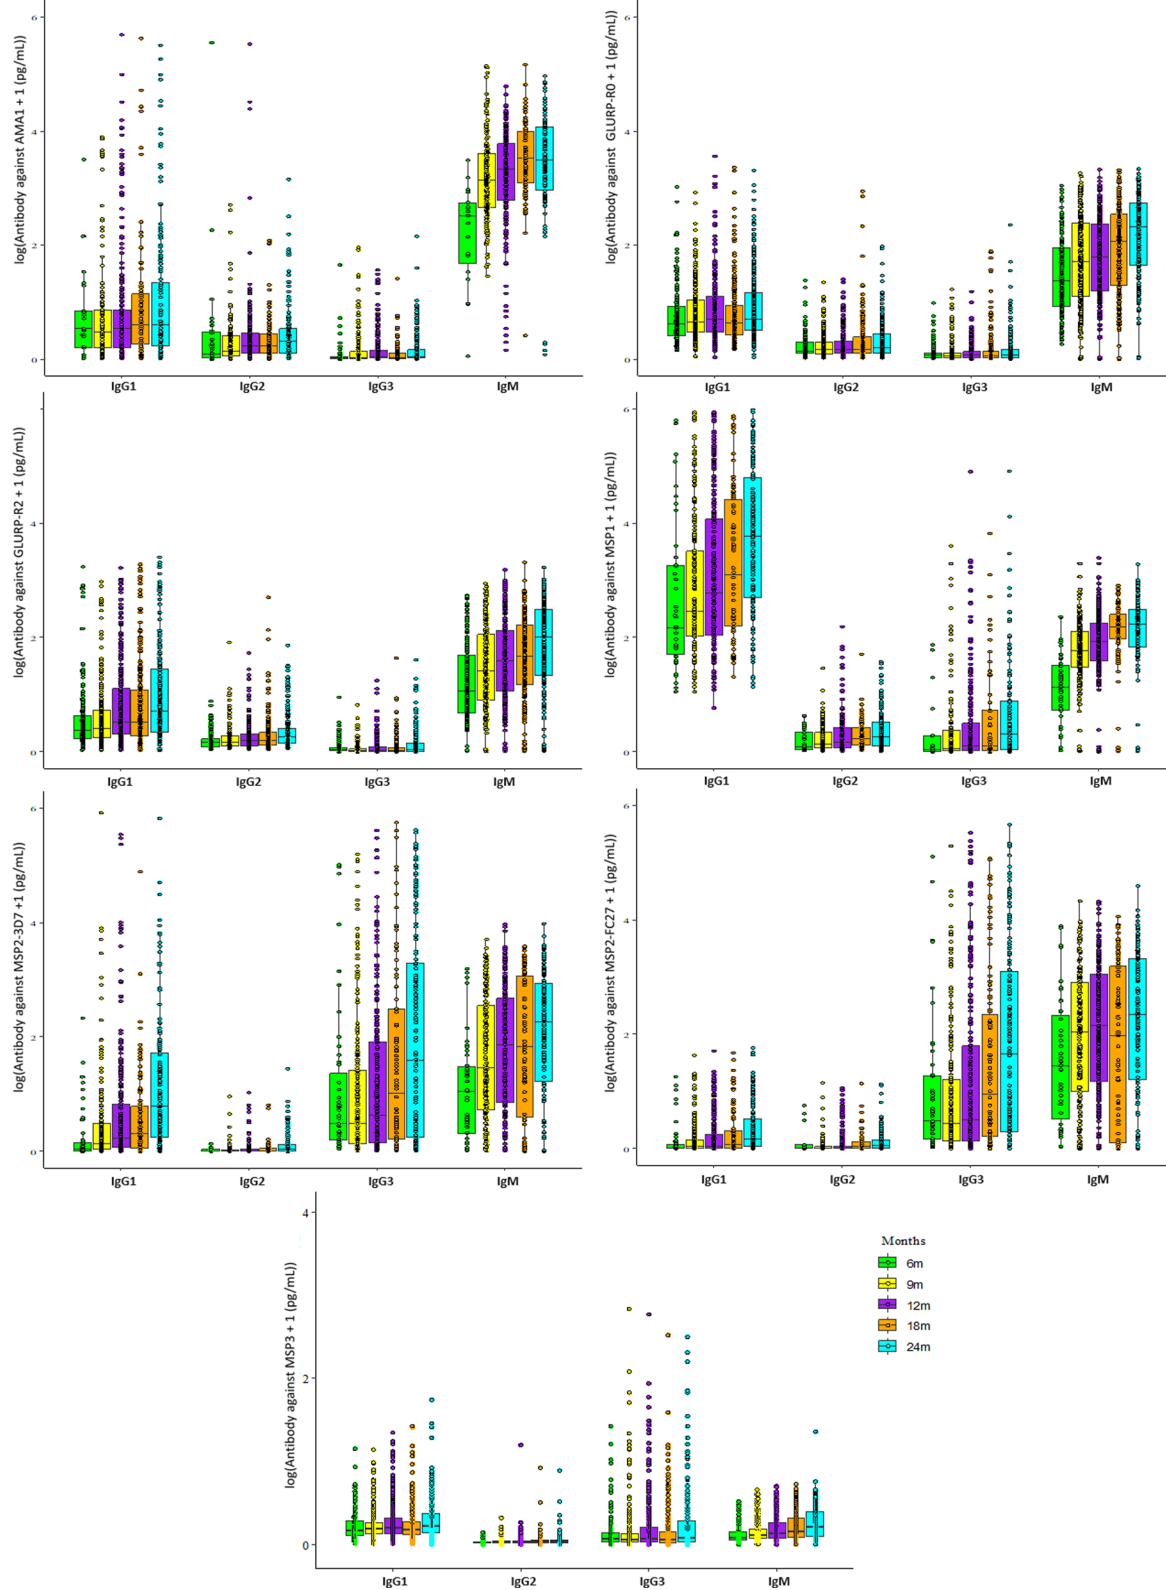 log(Antibody against AMA1 + 1 (pg/mL))
6
4
2
0
IgG1 IgG2 IgG3 IgM
log(Antibody against GLURP-R0 + 1 (pg/mL))
6
4
2
0
IgG1 IgG2 IgG3 IgM
log(Antibody against GLURP-R2 + 1 (pg/mL))
4
2
0
IgG1 IgG2 IgG3 IgM
log(Antibody against MSP1 + 1 (pg/mL))
6
4
2
0
IgG1 IgG2 IgG3 IgM
log(Antibody against MSP2-3D7 +1 (pg/mL))
6
4
2
0
IgG1 IgG2 IgG3 IgM
log(Antibody against MSP2-FC27 +1 (pg/mL))
6
4
2
0
IgG1 IgG2 IgG3 IgM
log(Antibody against MSP3 + 1 (pg/mL))
4
2
0
IgG1 IgG2 IgG3 IgM
Months
6m
9m
12m
18m
24m